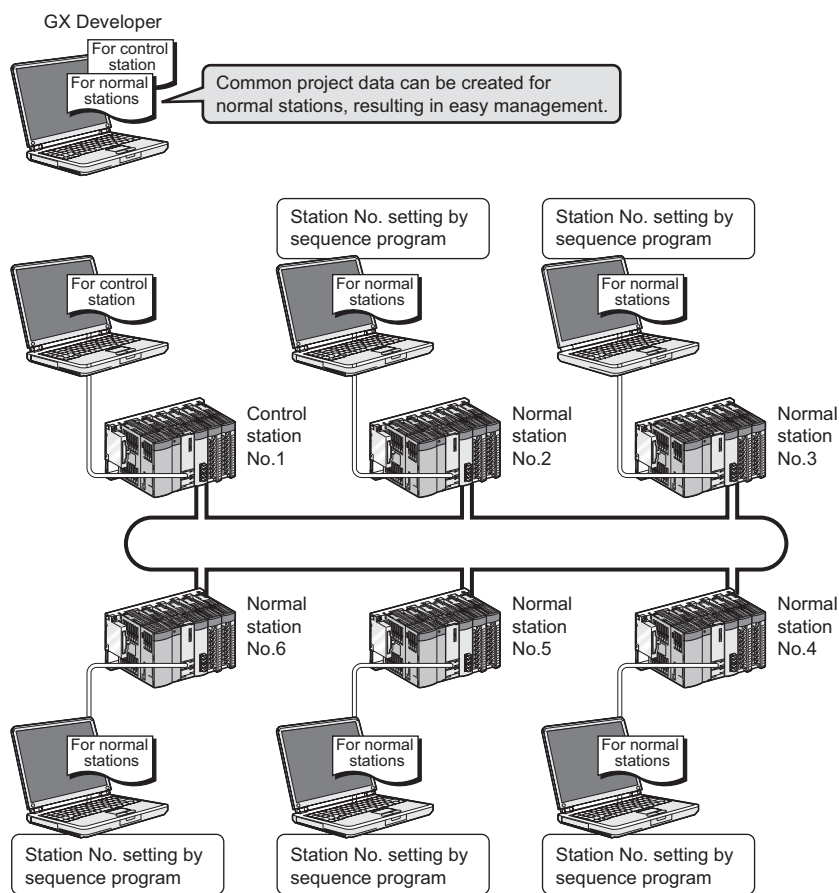 GX Developer
For control
station
For normal
stations
Common project data can be created for
normal stations, resulting in easy management.
Station No. setting by
sequence program
Station No. setting by
sequence program
For control
station
For normal
stations
For normal
stations
Control
station
No.1
Normal
station
No.2
Normal
station
No.3
Normal
station
No.6
Normal
station
No.5
Normal
station
No.4
For normal
stations
For normal
stations
For normal
stations
Station No. setting by
sequence program
Station No. setting by
sequence program
Station No. setting by
sequence program